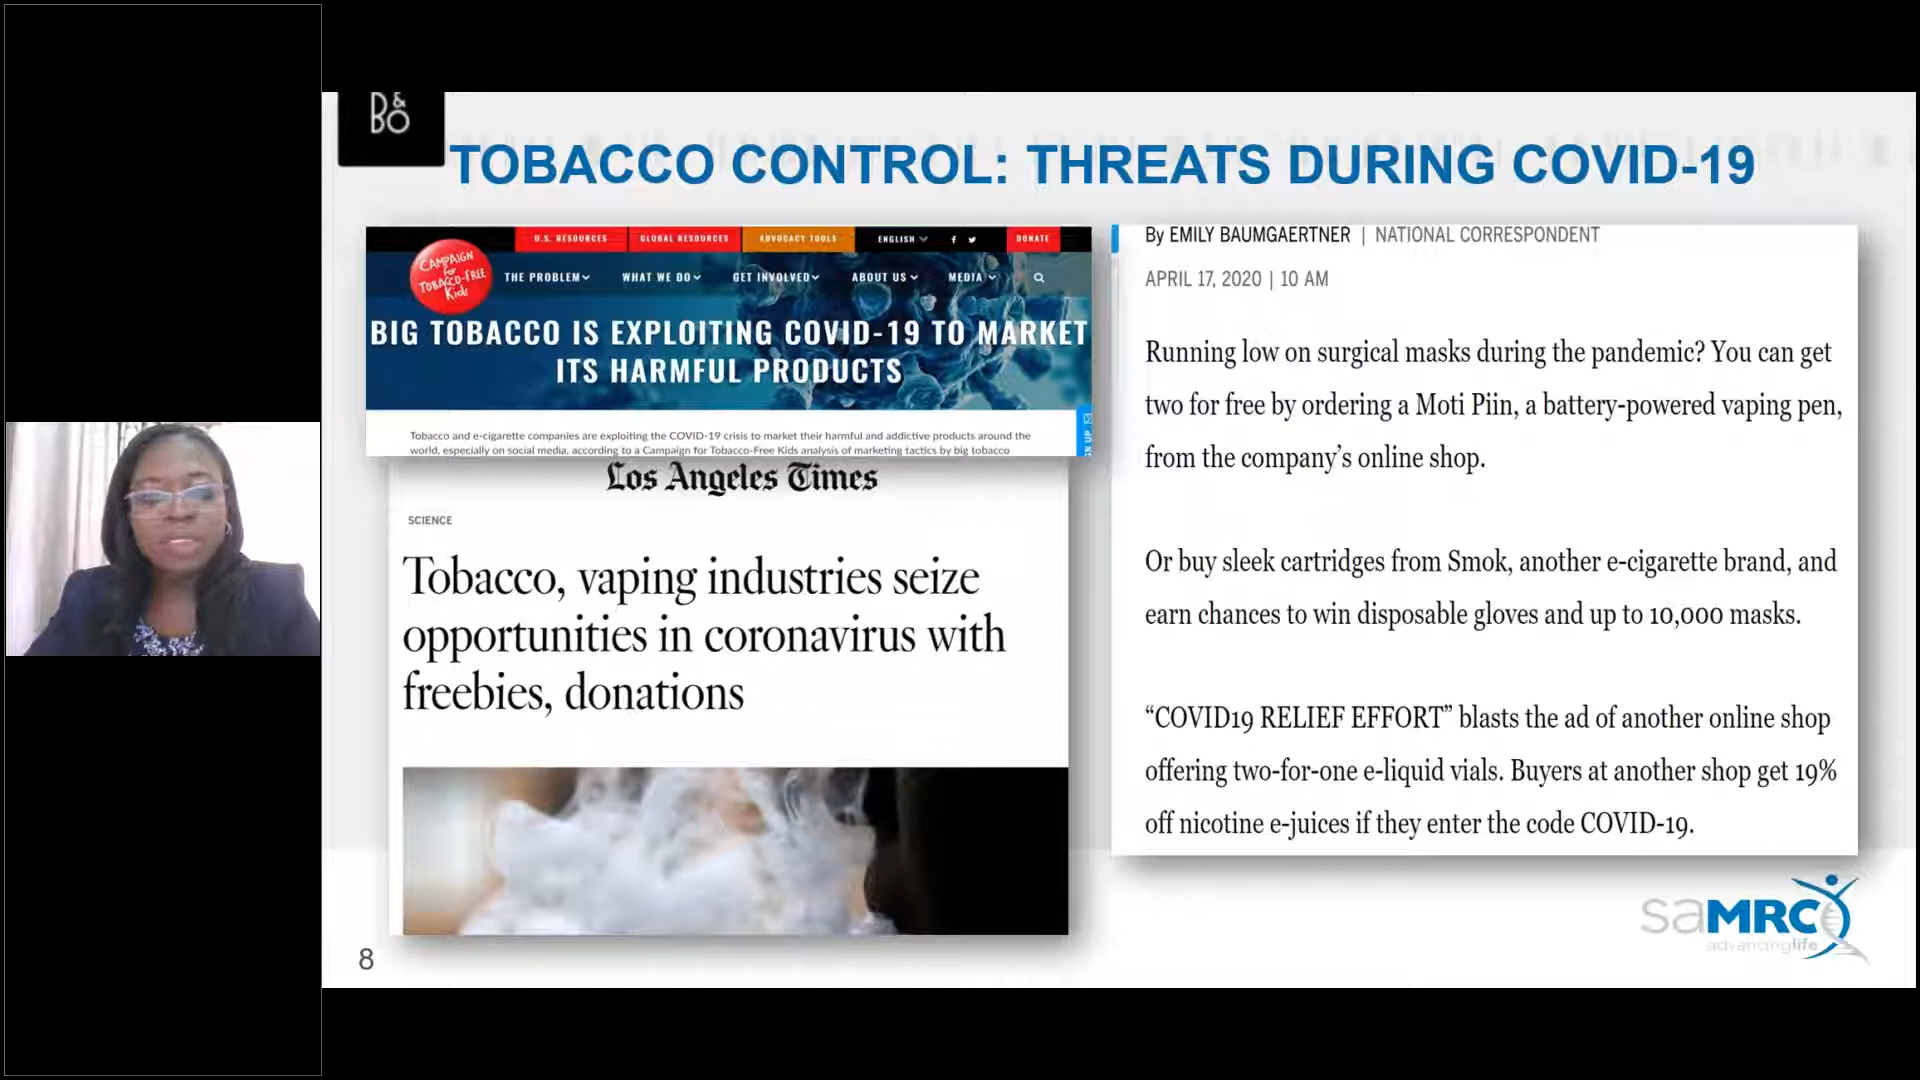 B&
BO
TOBACCO CONTROL: THREATS DURING COVID-19
U.S. RESOURCES
GLOBAL RESOURCES
ADVOCACY TOOLS
ENGLISH
DONATE
CAMPAIGN
for
TOBACCO-FREE
Kids
THE PROBLEM
WHAT WE DO
GET INVOLVED
ABOUT US
MEDIA
BIG TOBACCO IS EXPLOITING COVID-19 TO MARKET
ITS HARMFUL PRODUCTS
Tobacco and e-cigarette companies are exploiting the COVID-19 crisis to market their harmful and addictive products around the
world, especially on social media, according to a Campaign for Tobacco-Free Kids analysis of marketing tactics by big tobacco
GN UP
Los Angeles Times
SCIENCE
Tobacco, vaping industries seize
opportunities in coronavirus with
freebies, donations
By EMILY BAUMGAERTNER | NATIONAL CORRESPONDENT
APRIL 17, 2020 | 10 AM
Running low on surgical masks during the pandemic? You can get
two for free by ordering a Moti Piin, a battery-powered vaping pen,
from the company’s online shop.
Or buy sleek cartridges from Smok, another e-cigarette brand, and
earn chances to win disposable gloves and up to 10,000 masks.
“COVID19 RELIEF EFFORT” blasts the ad of another online shop
offering two-for-one e-liquid vials. Buyers at another shop get 19%
off nicotine e-juices if they enter the code COVID-19.
saMRC
advancinglife
8